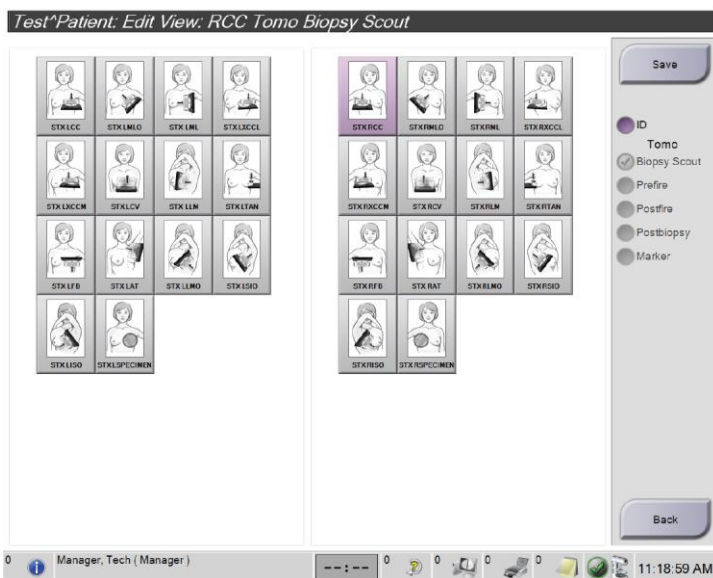 Test^Patient: Edit View: RCC Tomo Biopsy Scout
STX LCC STX LMLO STX LML STX LXCCL
STX LXCCM STX LCV STX LLM STX LTAN
STX LFB STX LAT STX LLMO STX LSIO
STX LISO STX LSPECIMEN
STX RCC STX RMLO STX RML STX RXCCL
STX RXCCM STX RCV STX RLM STX RTAN
STX RFB STX RAT STX RLMO STX RSIO
STX RISO STX RSPECIMEN
Save
ID
Tomo
Biopsy Scout
Prefire
Postfire
Postbiopsy
Marker
Back
0 Manager, Tech ( Manager ) --:-- 0 0 0 0 11:18:59 AM